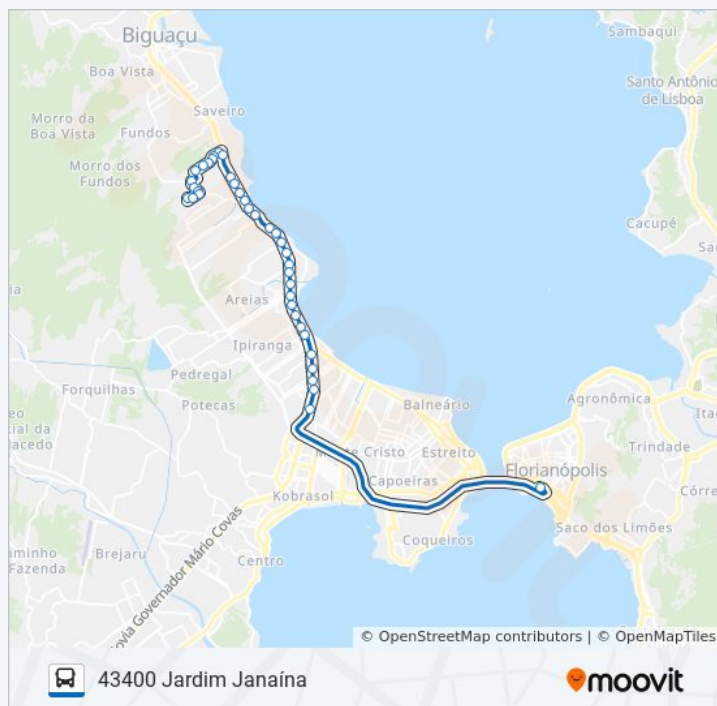 Biguaçu
Sambaqui
Boa Vista
Santo Antônio
de Lisboa
Saveiro
Morro da
Boa Vista
Fundos
Morro dos
Fundos
Cacupé
Areias
Ipiranga
Pedregal
Forquilhas
Potecas
Balneário
Agronômica
Trindade
Estreito
Florianópolis
Capoeiras
Kobrasol
Saco dos Limões
Coqueiros
Brejaru
Centro
Fazenda
Governador Mário Covas
© OpenStreetMap contributors | © OpenMapTiles
43400 Jardim Janaína
moovit